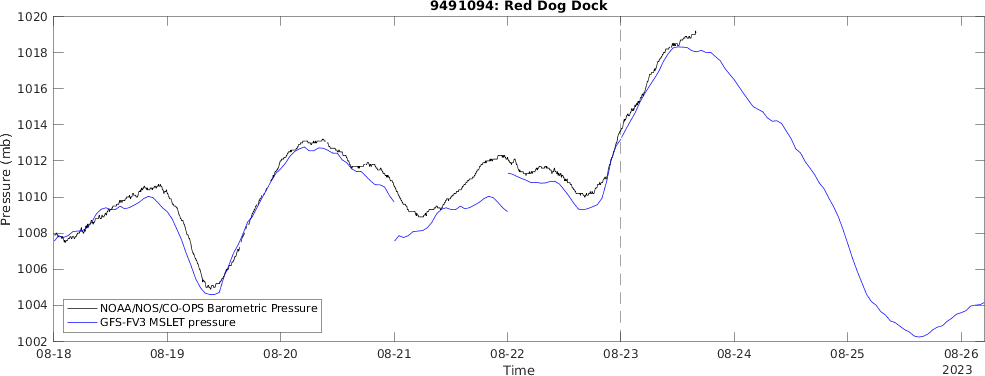 9491094: Red Dog Dock
Pressure (mb)
1020
1018
1016
1014
1012
1010
1008
1006
1004
1002
NOAA/NOS/CO-OPS Barometric Pressure
GFS-FV3 MSLET pressure
08-18 08-19 08-20 08-21 08-22 08-23 08-24 08-25 08-26
Time 2023